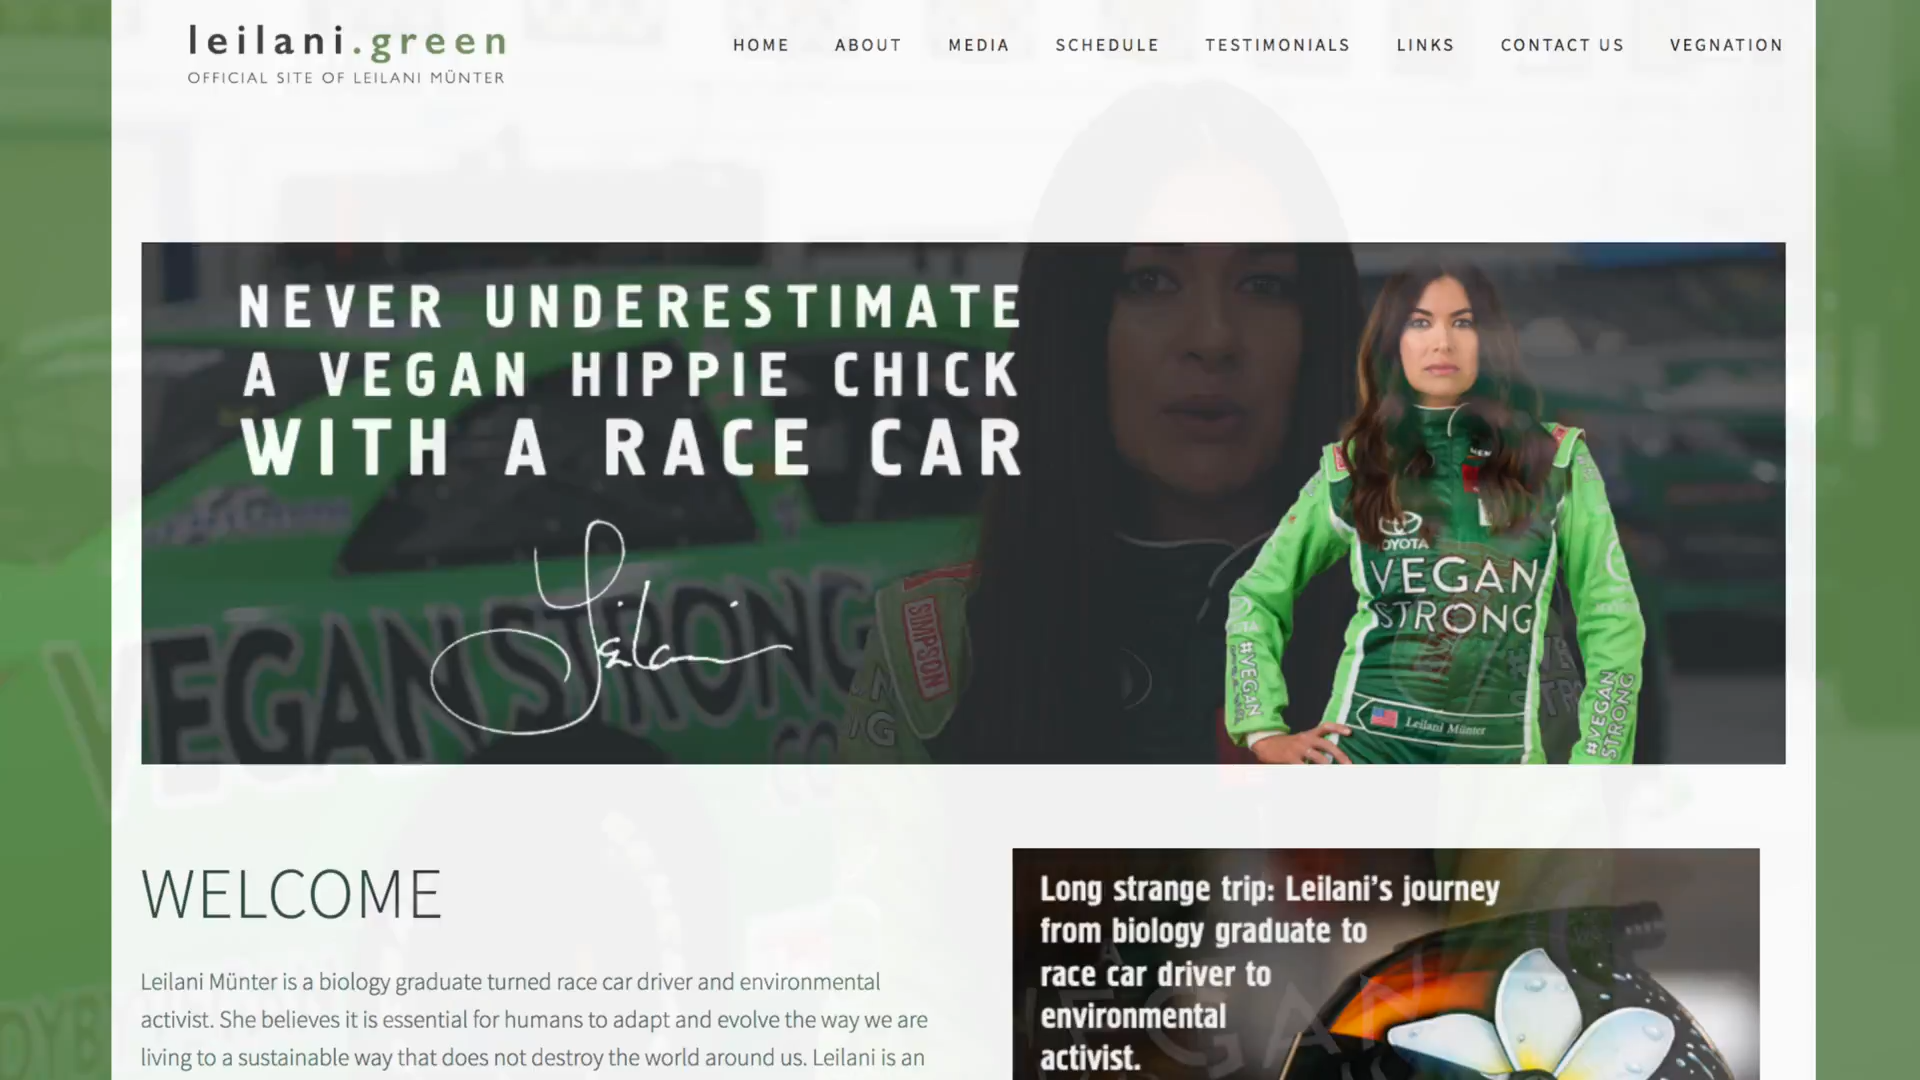 leilani.green
OFFICIAL SITE OF LEILANI MÜNTER
HOME ABOUT MEDIA SCHEDULE TESTIMONIALS LINKS CONTACT US VEGNATION
NEVER UNDERESTIMATE
A VEGAN HIPPIE CHICK
WITH A RACE CAR
Leilani
VEGAN STRONG
SIMPSON
TOYOTA
VEGAN
STRONG
#VEGAN
Leilani Münter
#VEGAN
STRONG
WELCOME
Leilani Münter is a biology graduate turned race car driver and environmental
activist. She believes it is essential for humans to adapt and evolve the way we are
living to a sustainable way that does not destroy the world around us. Leilani is an
Long strange trip: Leilani's journey
from biology graduate to
race car driver to
environmental
activist.